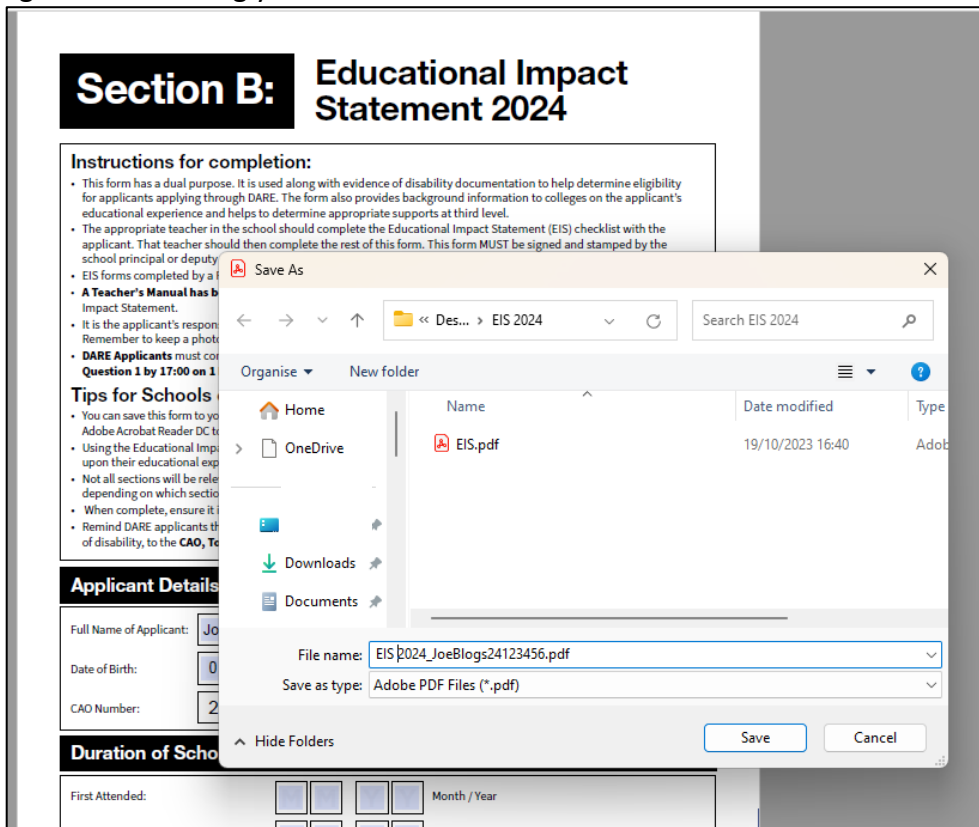 Section B:
Educational Impact
Statement 2024
Instructions for completion:
• This form has a dual purpose. It is used along with evidence of disability documentation to help determine eligibility
for applicants applying through DARE. The form also provides background information to colleges on the applicant's
educational experience and helps to determine appropriate supports at third level.
• The appropriate teacher in the school should complete the Educational Impact Statement (EIS) checklist with the
applicant. That teacher should then complete the rest of this form. This form MUST be signed and stamped by the
school principal or deputy
• EIS forms completed by a
• A Teacher's Manual has b
Impact Statement.
• It is the applicant's respon
Remember to keep a photo
• DARE Applicants must con
Question 1 by 17:00 on 1
Tips for Schools
• You can save this form to yo
Adobe Acrobat Reader DC to
• Using the Educational Impa
upon their educational exp
• Not all sections will be rele
depending on which sectio
• When complete, ensure it i
• Remind DARE applicants th
of disability, to the CAO, To
Applicant Details
Full Name of Applicant: Jo
Date of Birth: 0
CAO Number: 2
Duration of Scho
First Attended: M M Y Y Month / Year
Save As
« Des... › EIS 2024
Search EIS 2024
Organise
New folder
Home
OneDrive
Downloads
Documents
Name Date modified Type
EIS.pdf 19/10/2023 16:40 Adob
File name: EIS 2024_JoeBlogs24123456.pdf
Save as type: Adobe PDF Files (*.pdf)
Hide Folders
Save
Cancel